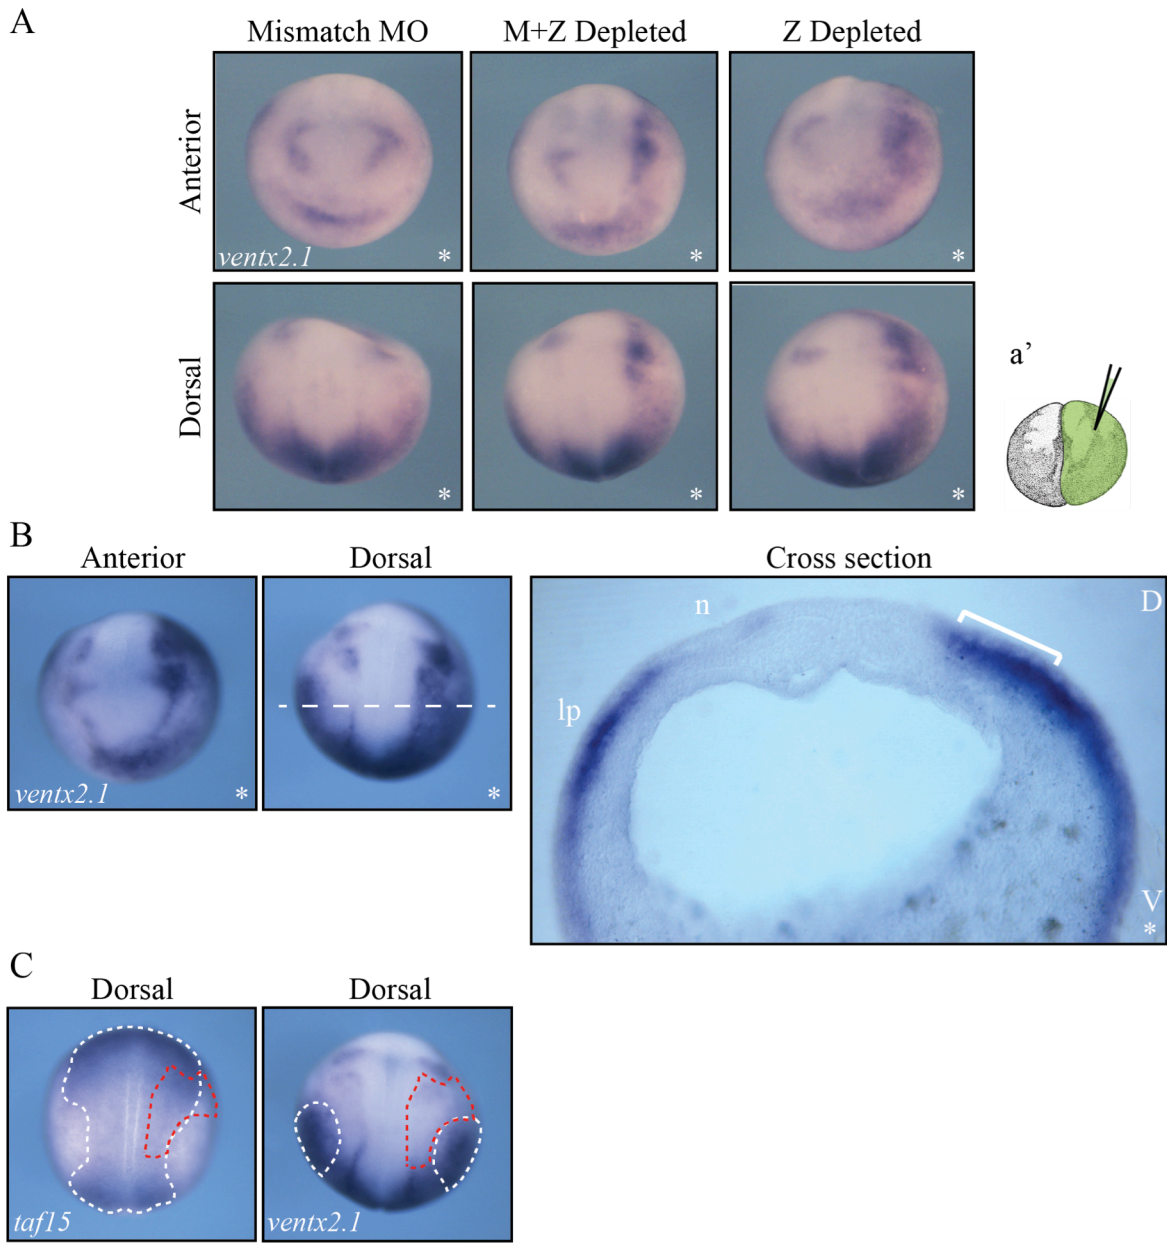 A
Mismatch MO
M+Z Depleted
Z Depleted
Anterior
ventx2.1
*
*
*
Dorsal
*
*
*
a’
B
Anterior
Dorsal
Cross section
ventx2.1
*
*
n
D
lp
V
*
C
Dorsal
Dorsal
taf15
ventx2.1